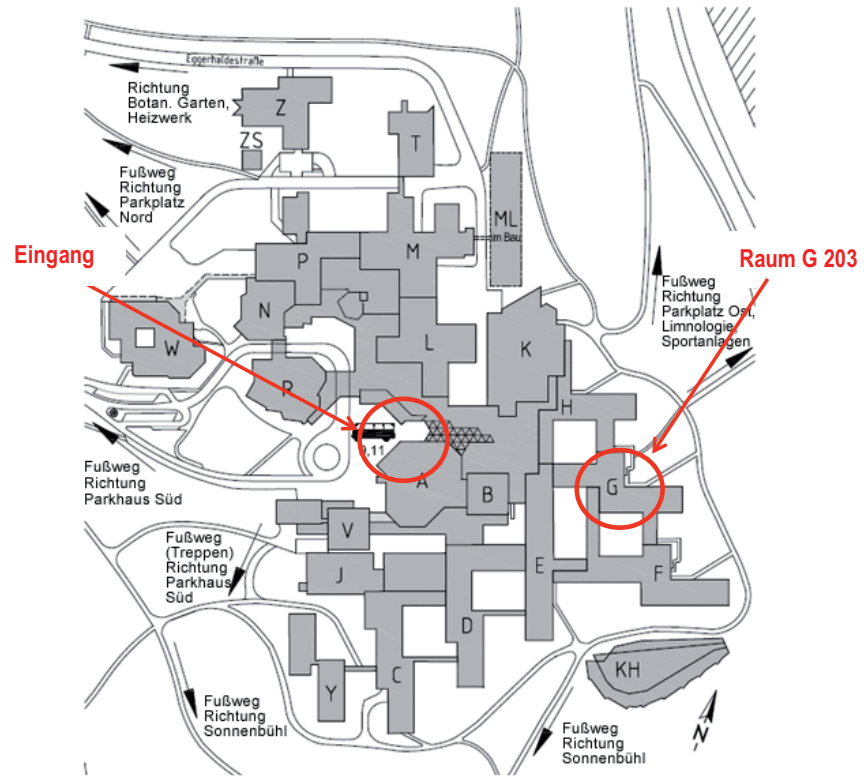 Eggerhaldestraße
Richtung
Botan. Garten,
Heizwerk
Z
ZS
T
Fußweg
Richtung
Parkplatz
Nord
ML
im Bau
Eingang
P
M
Raum G 203
Fußweg
Richtung
Parkplatz Ost,
Limnologie,
Sportanlagen
N
W
L
K
R
H
9,11
Fußweg
Richtung
Parkhaus Süd
A
B
G
V
Fußweg
(Treppen)
Richtung
Parkhaus
Süd
J
E
F
D
C
Y
KH
Fußweg
Richtung
Sonnenbühl
Fußweg
Richtung
Sonnenbühl
N